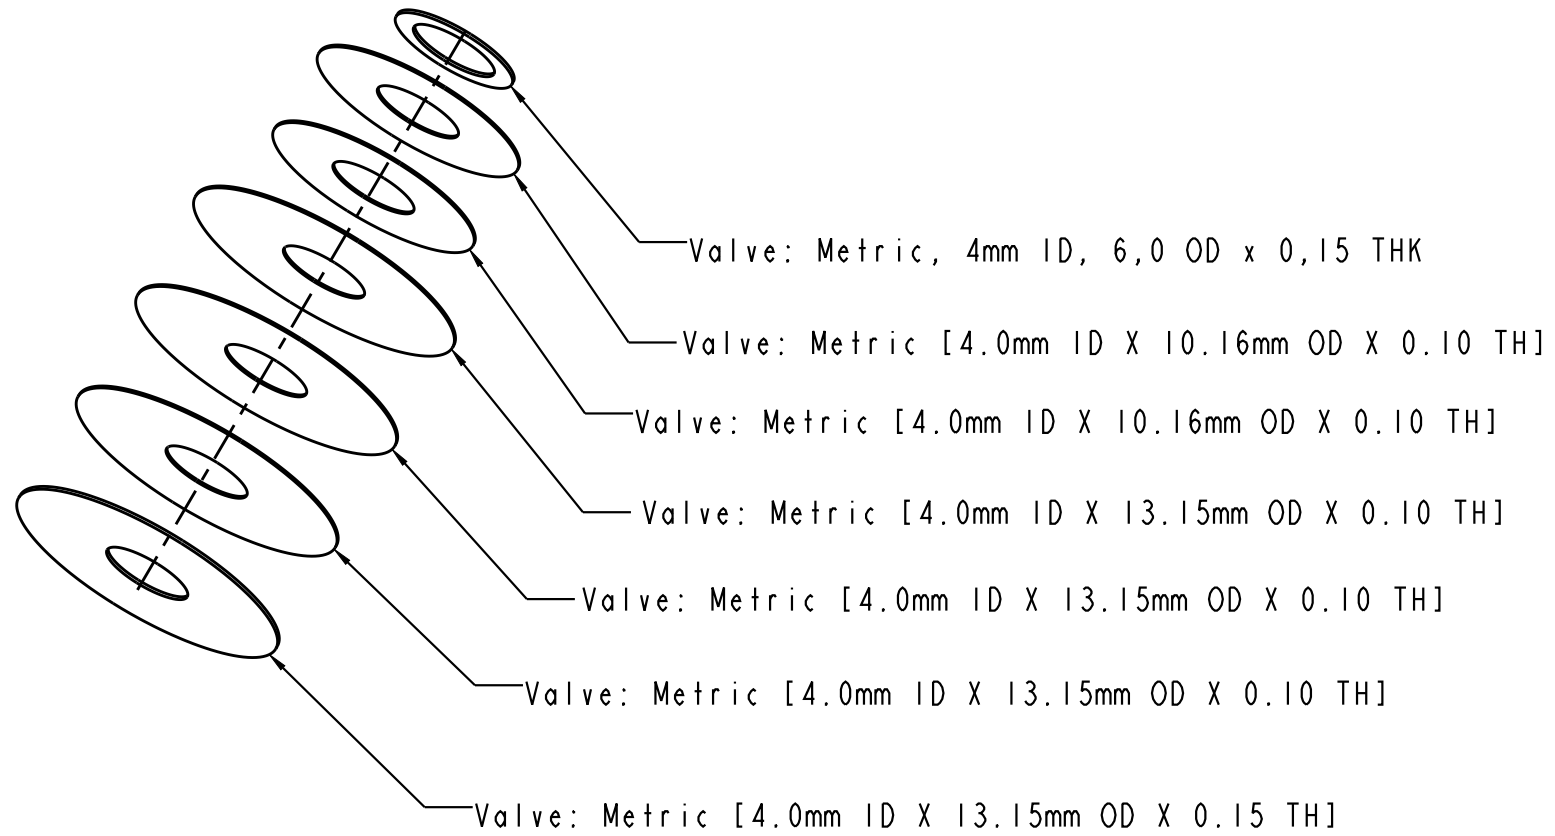 Valve: Metric, 4mm ID, 6,0 OD x 0,15 THK
Valve: Metric [4.0mm ID X 10.16mm OD X 0.10 TH]
Valve: Metric [4.0mm ID X 10.16mm OD X 0.10 TH]
Valve: Metric [4.0mm ID X 13.15mm OD X 0.10 TH]
Valve: Metric [4.0mm ID X 13.15mm OD X 0.10 TH]
Valve: Metric [4.0mm ID X 13.15mm OD X 0.10 TH]
Valve: Metric [4.0mm ID X 13.15mm OD X 0.15 TH]